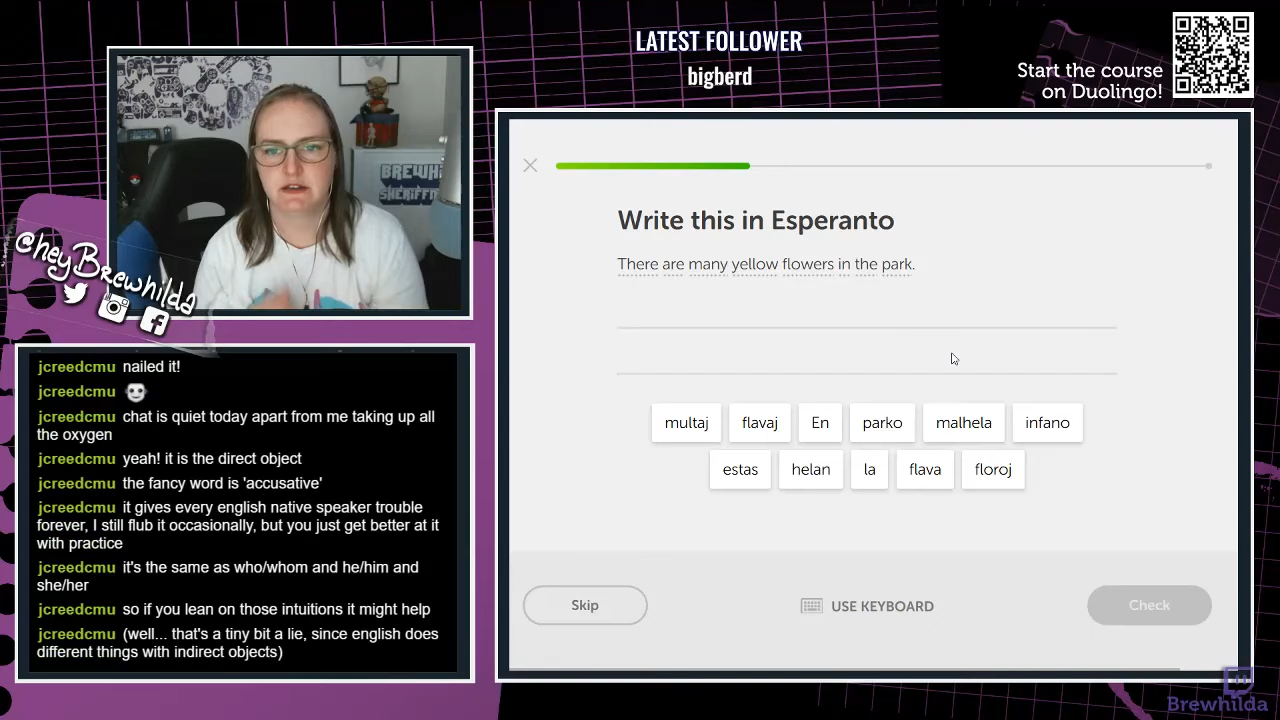 LATEST FOLLOWER
bigberd
Start the course
on Duolingo!
BREWHI
SHERIFFM
@heyBrewhilda
jcreedcmu nailed it!
jcreedcmu
jcreedcmu chat is quiet today apart from me taking up all
the oxygen
jcreedcmu yeah! it is the direct object
jcreedcmu the fancy word is 'accusative'
jcreedcmu it gives every english native speaker trouble
forever, I still flub it occasionally, but you just get better at it
with practice
jcreedcmu it's the same as who/whom and he/him and
she/her
jcreedcmu so if you lean on those intuitions it might help
jcreedcmu (well... that's a tiny bit a lie, since english does
different things with indirect objects)
Write this in Esperanto
There are many yellow flowers in the park.
multaj flavaj En parko malhela infano
estas helan la flava floroj
Skip
USE KEYBOARD
Check
Brewhilda